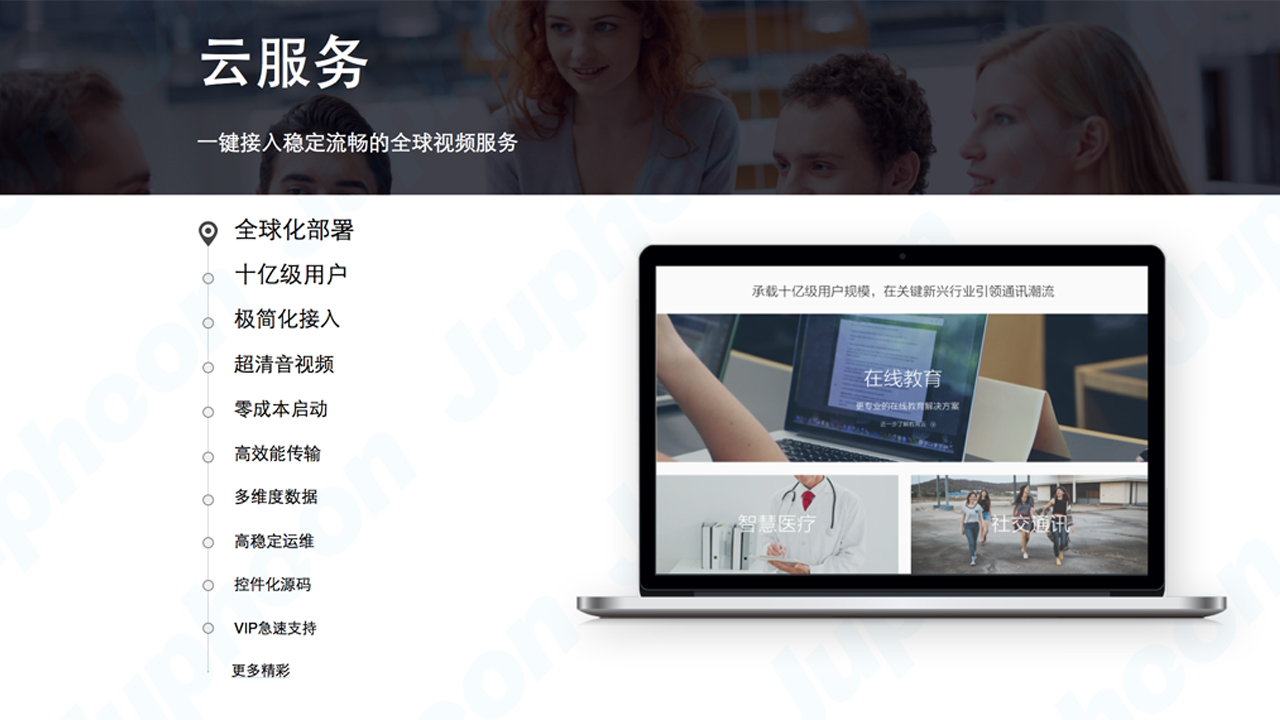 云服务
一键接入稳定流畅的全球视频服务
全球化部署
十亿级用户
极简化接入
超清音视频
零成本启动
高效能传输
多维度数据
高稳定运维
控件化源码
VIP急速支持
更多精彩
承载十亿级用户规模，在关键新兴行业引领通讯潮流
在线教育
更专业的在线教育解决方案
智慧医疗
社交通讯
Juphoon
Juphoon
Juphoon
Juphoon